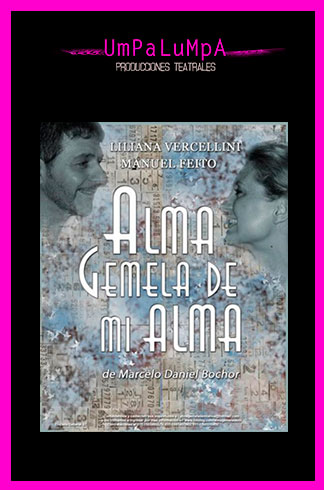 UmPaLuMpA
PRODUCCIONES TEATRALES
LILIANA VERCELLINI
MANUEL FEITO
ALMA
GEMELA DE
MI ALMA
de Marcelo Daniel Bochor